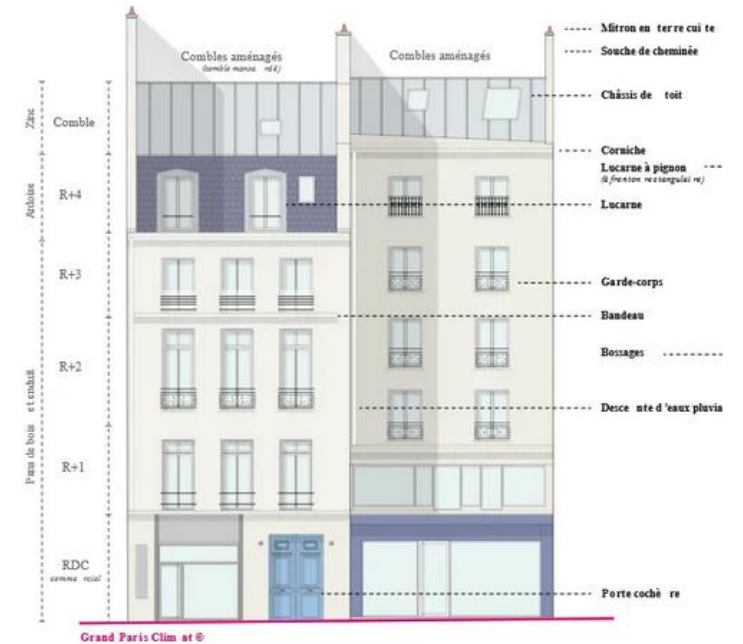 Mitron en terre cuite
Souche de cheminée
Combles aménagés
(comble mansardé)
Combles aménagés
Châssis de toit
Zinc
Comble
Corniche
Lucarne à pignon
(à fronton rectangulaire)
Ardoise
R+4
Lucarne
R+3
Garde-corps
Bandeau
R+2
Bossages
Pans de bois et enduit
Descente d'eaux pluvia
R+1
RDC
commercial
Porte cochère
Grand Paris Climat ©